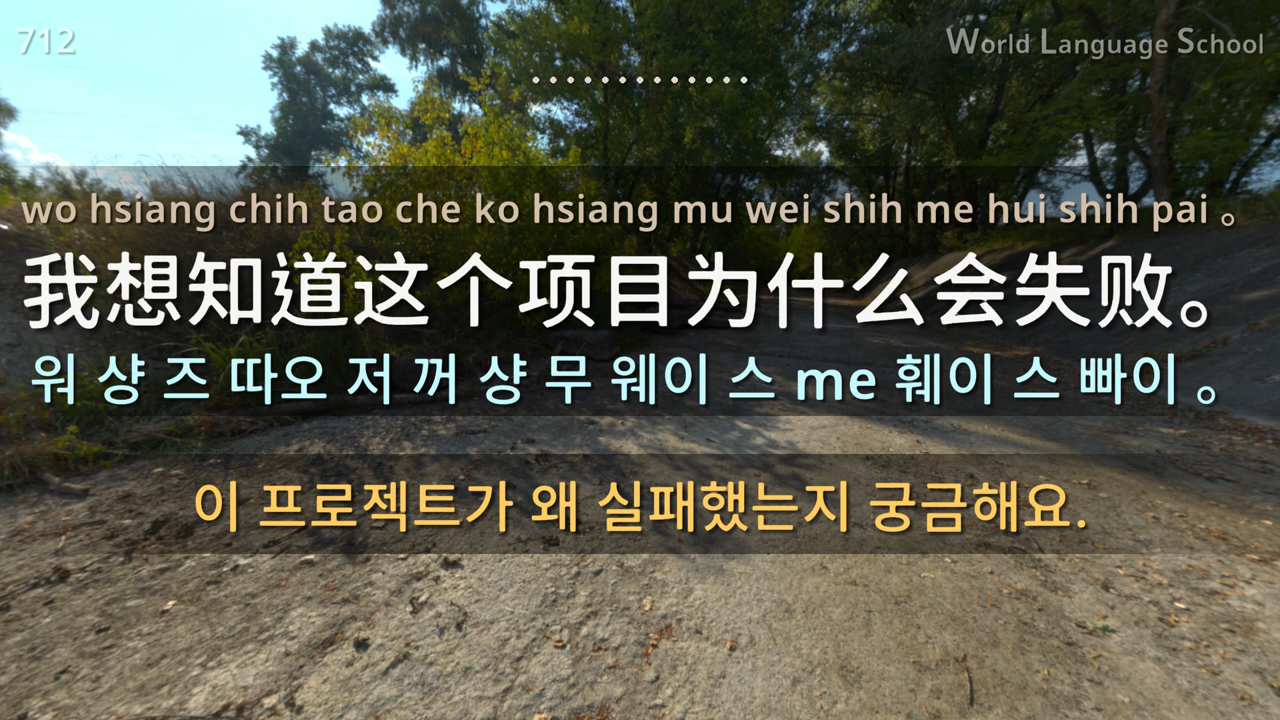 712
World Language School
wo hsiang chih tao che ko hsiang mu wei shih me hui shih pai 。
我想知道这个项目为什么会失败。
워 샹 즈 따오 저 꺼 샹 무 웨이 스 me 훼이 스 빠이 。
이 프로젝트가 왜 실패했는지 궁금해요.